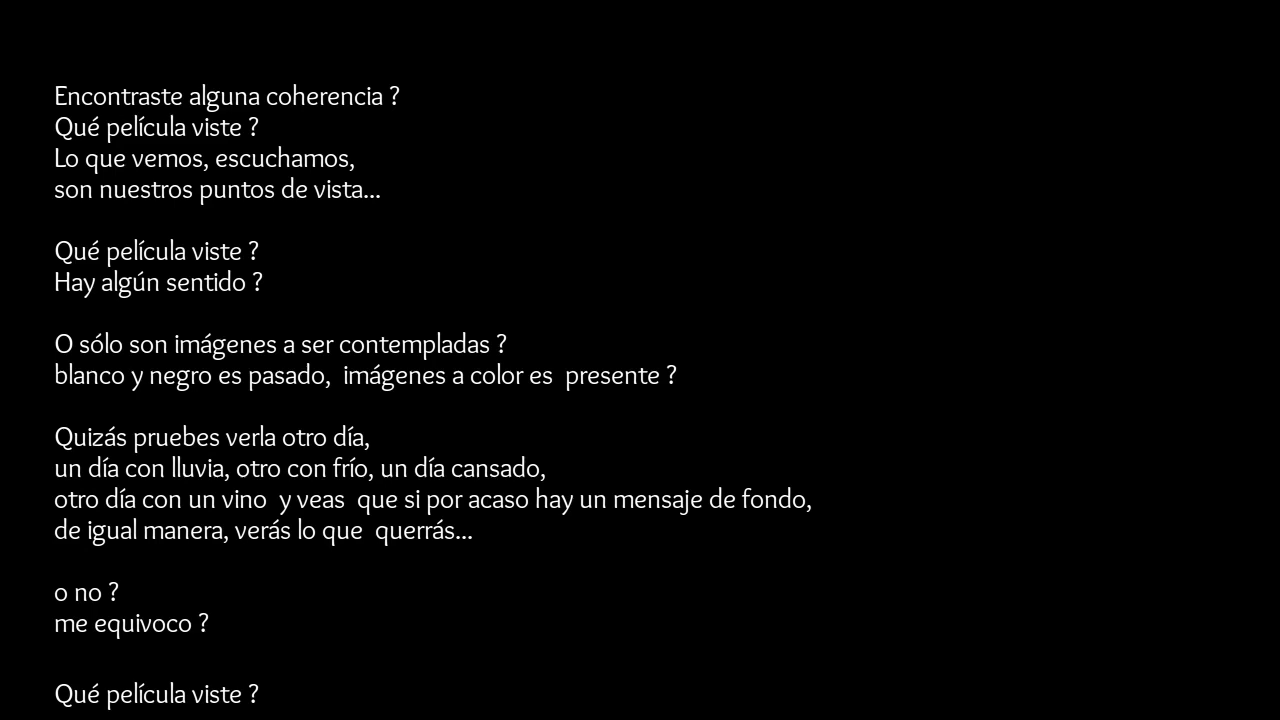 Encontraste alguna coherencia ?
Qué película viste ?
Lo que vemos, escuchamos,
son nuestros puntos de vista...
Qué película viste ?
Hay algún sentido ?
O sólo son imágenes a ser contempladas ?
blanco y negro es pasado,  imágenes a color es  presente ?
Quizás pruebes verla otro día,
un día con lluvia, otro con frío, un día cansado,
otro día con un vino  y veas  que si por acaso hay un mensaje de fondo,
de igual manera, verás lo que  querrás...
o no ?
me equivoco ?
Qué película viste ?